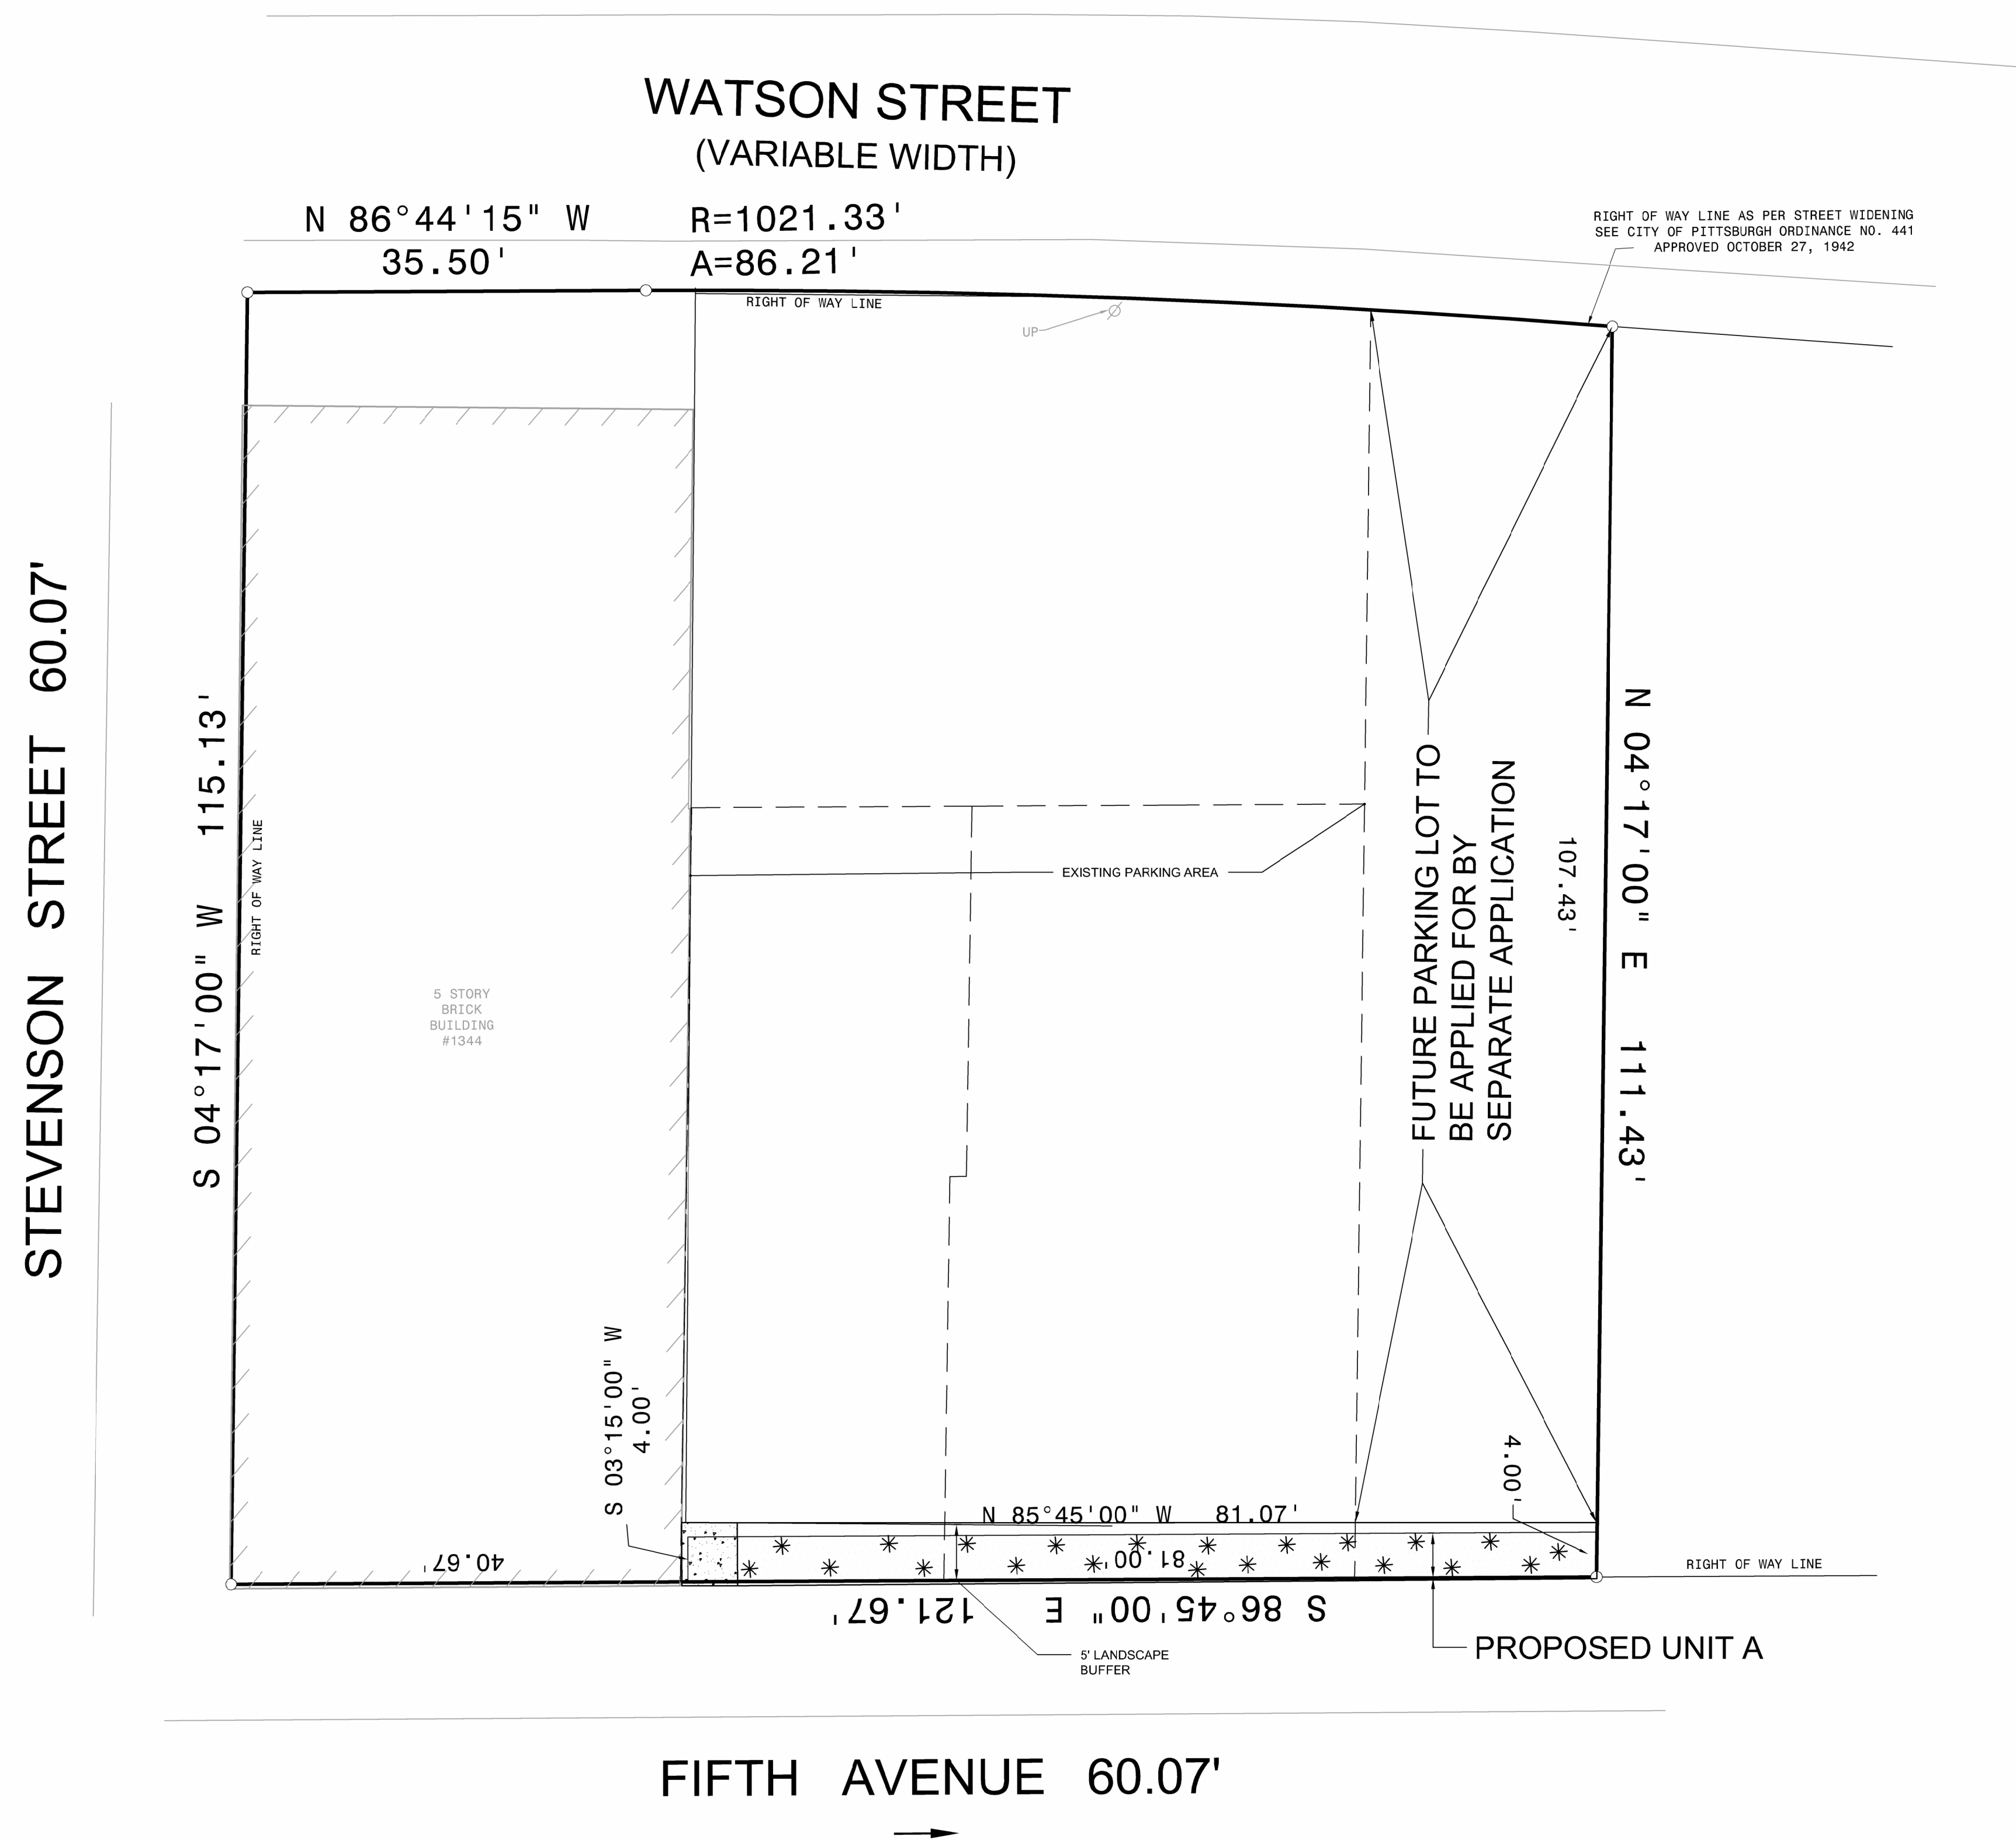 WATSON STREET
(VARIABLE WIDTH)
N 86°44'15" W
35.50'
R=1021.33'
A=86.21'
RIGHT OF WAY LINE AS PER STREET WIDENING
SEE CITY OF PITTSBURGH ORDINANCE NO. 441
APPROVED OCTOBER 27, 1942
RIGHT OF WAY LINE
UP
STEVENSON STREET 60.07'
S 04°17'00" W 115.13'
RIGHT OF WAY LINE
5 STORY
BRICK
BUILDING
#1344
EXISTING PARKING AREA
FUTURE PARKING LOT TO
BE APPLIED FOR BY
SEPARATE APPLICATION
107.43'
N 04°17'00" E 111.43'
S 03°15'00" W
4.00'
4.00'
N 85°45'00" W 81.07'
81.00'
40.67'
RIGHT OF WAY LINE
S 86°45'00" E 121.67'
5' LANDSCAPE
BUFFER
PROPOSED UNIT A
FIFTH AVENUE 60.07'